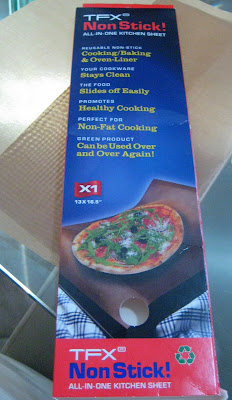 TFX®
Non Stick!
ALL-IN-ONE KITCHEN SHEET
REUSABLE NON-STICK
Cooking/Baking
& Oven-Liner
YOUR COOKWARE
Stays Clean
THE FOOD
Slides off Easily
PROMOTES
Healthy Cooking
PERFECT FOR
Non-Fat Cooking
GREEN PRODUCT
Can be Used Over
and Over Again!
X1
13 X 16.5"
TFX®
Non Stick!
ALL-IN-ONE KITCHEN SHEET